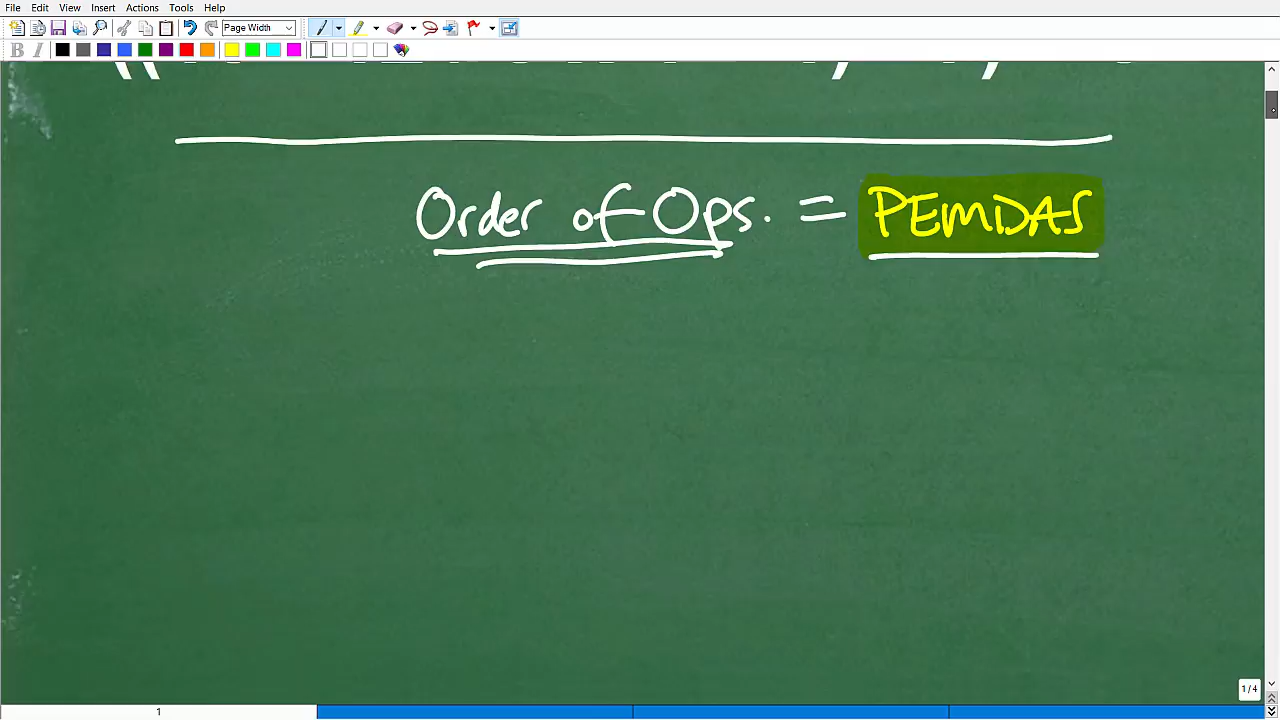 File Edit View Insert Actions Tools Help
Page Width
B I
Order of Ops. = PEMDAS
1/4
1